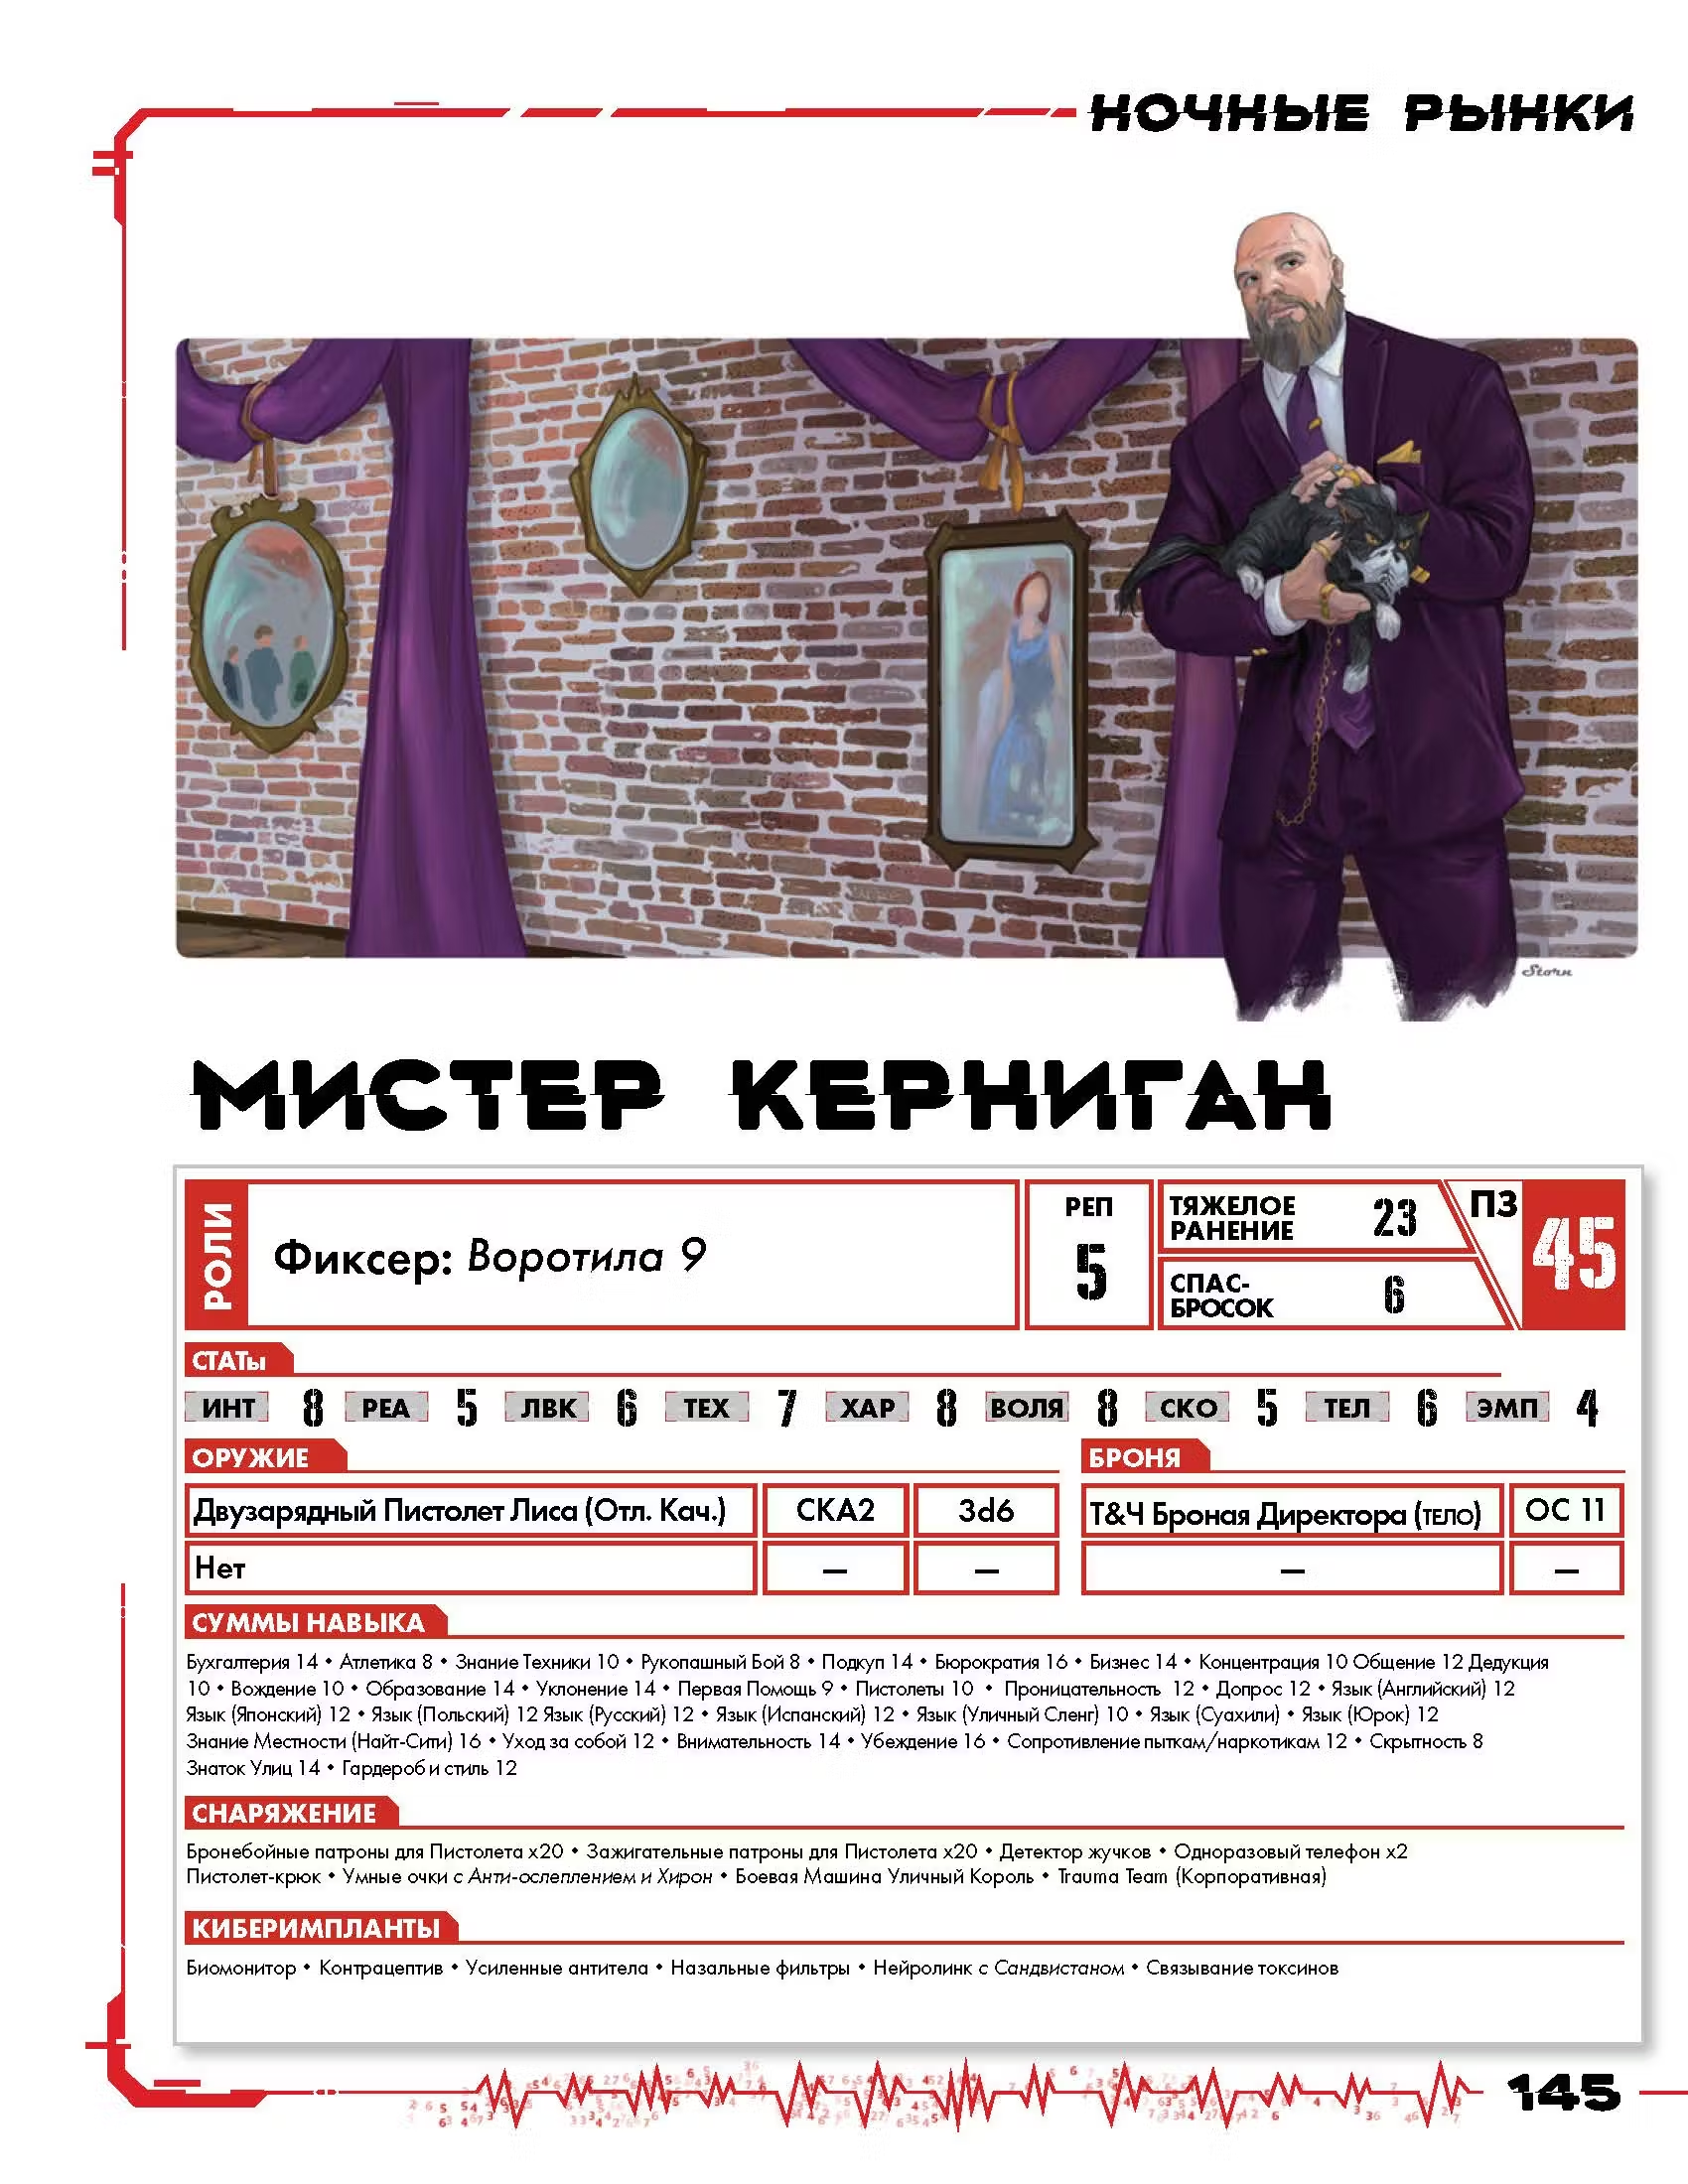 НОЧНЫЕ РЫНКИ
Storn
МИСТЕР КЕРНИГАН
РОЛИ
Фиксер: Воротила 9
РЕП
5
ТЯЖЕЛОЕ
РАНЕНИЕ
23
СПАС-
БРОСОК
6
ПЗ
45
СТАТы
ИНТ 8 РЕА 5 ЛВК 6 ТЕХ 7 ХАР 8 ВОЛЯ 8 СКО 5 ТЕЛ 6 ЭМП 4
ОРУЖИЕ
Двузарядный Пистолет Лиса (Отл. Кач.) СКА2 3d6
Нет — —
БРОНЯ
Т&Ч Броная Директора (ТЕЛО) ОС 11
— —
СУММЫ НАВЫКА
Бухгалтерия 14 • Атлетика 8 • Знание Техники 10 • Рукопашный Бой 8 • Подкуп 14 • Бюрократия 16 • Бизнес 14 • Концентрация 10 Общение 12 Дедукция
10 • Вождение 10 • Образование 14 • Уклонение 14 • Первая Помощь 9 • Пистолеты 10 • Проницательность 12 • Допрос 12 • Язык (Английский) 12
Язык (Японский) 12 • Язык (Польский) 12 Язык (Русский) 12 • Язык (Испанский) 12 • Язык (Уличный Сленг) 10 • Язык (Суахили) • Язык (Юрок) 12
Знание Местности (Найт-Сити) 16 • Уход за собой 12 • Внимательность 14 • Убеждение 16 • Сопротивление пыткам/наркотикам 12 • Скрытность 8
Знаток Улиц 14 • Гардероб и стиль 12
СНАРЯЖЕНИЕ
Бронебойные патроны для Пистолета x20 • Зажигательные патроны для Пистолета x20 • Детектор жучков • Одноразовый телефон x2
Пистолет-крюк • Умные очки с Анти-ослеплением и Хирон • Боевая Машина Уличный Король • Trauma Team (Корпоративная)
КИБЕРИМПЛАНТЫ
Биомонитор • Контрацептив • Усиленные антитела • Назальные фильтры • Нейролинк с Сандвистаном • Связывание токсинов
145